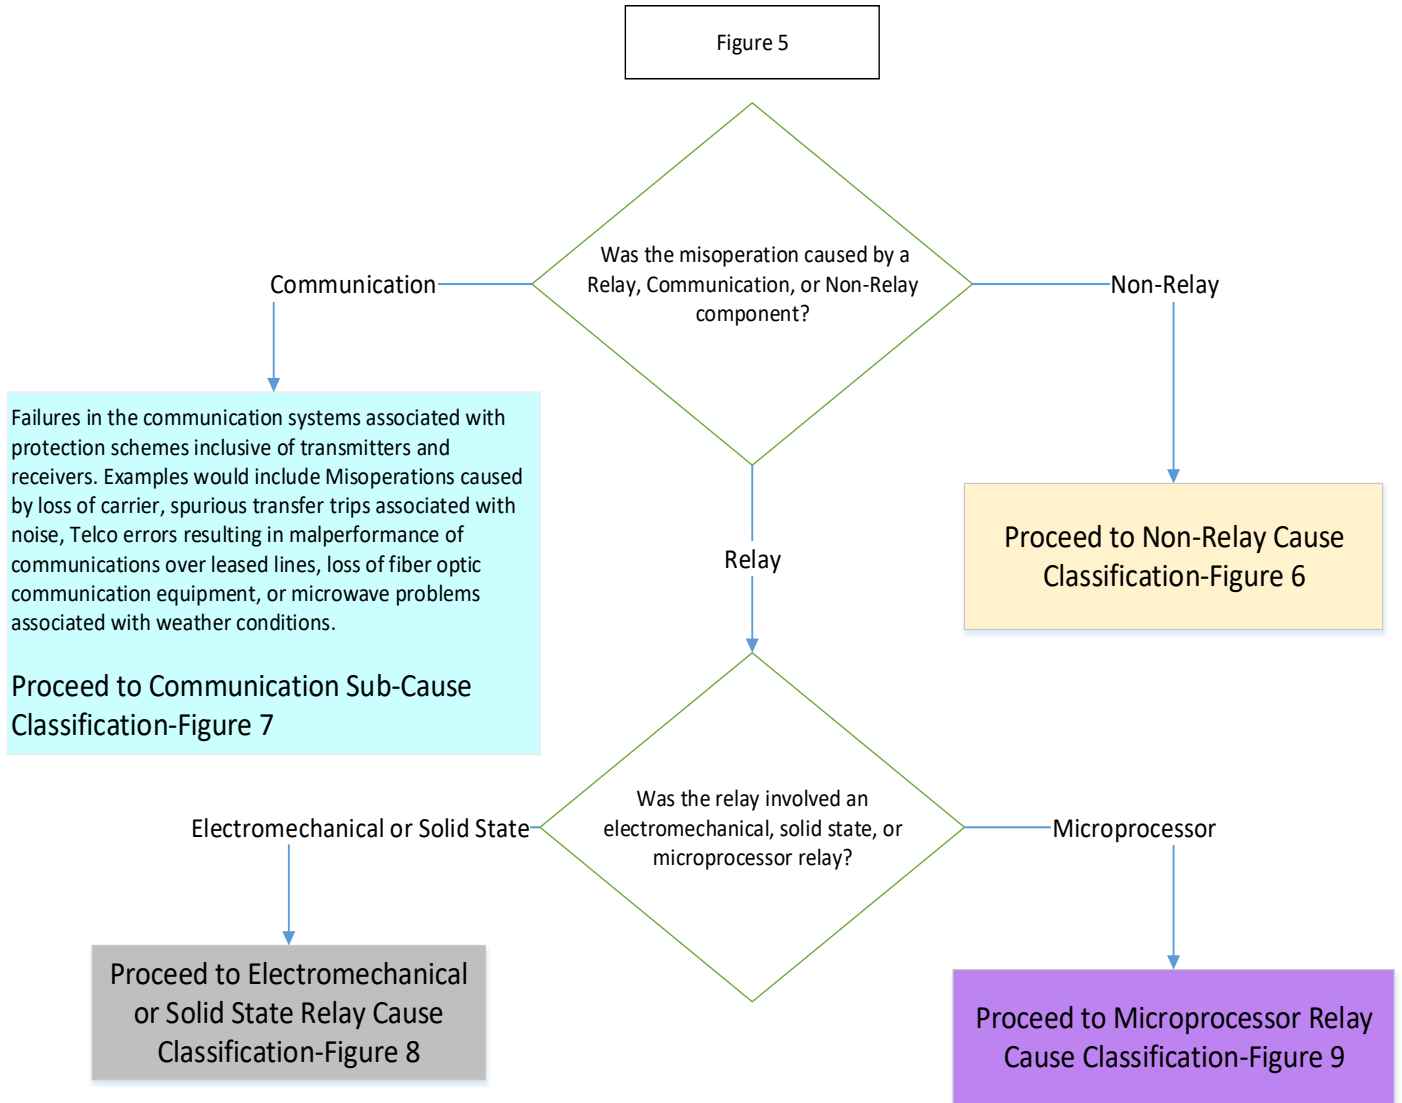 Figure 5
Was the misoperation caused by a
Relay, Communication, or Non-Relay
component?
Communication
Non-Relay
Failures in the communication systems associated with
protection schemes inclusive of transmitters and
receivers. Examples would include Misoperations caused
by loss of carrier, spurious transfer trips associated with
noise, Telco errors resulting in malperformance of
communications over leased lines, loss of fiber optic
communication equipment, or microwave problems
associated with weather conditions.
Proceed to Communication Sub-Cause
Classification-Figure 7
Proceed to Non-Relay Cause
Classification-Figure 6
Relay
Was the relay involved an
electromechanical, solid state, or
microprocessor relay?
Electromechanical or Solid State
Microprocessor
Proceed to Electromechanical
or Solid State Relay Cause
Classification-Figure 8
Proceed to Microprocessor Relay
Cause Classification-Figure 9